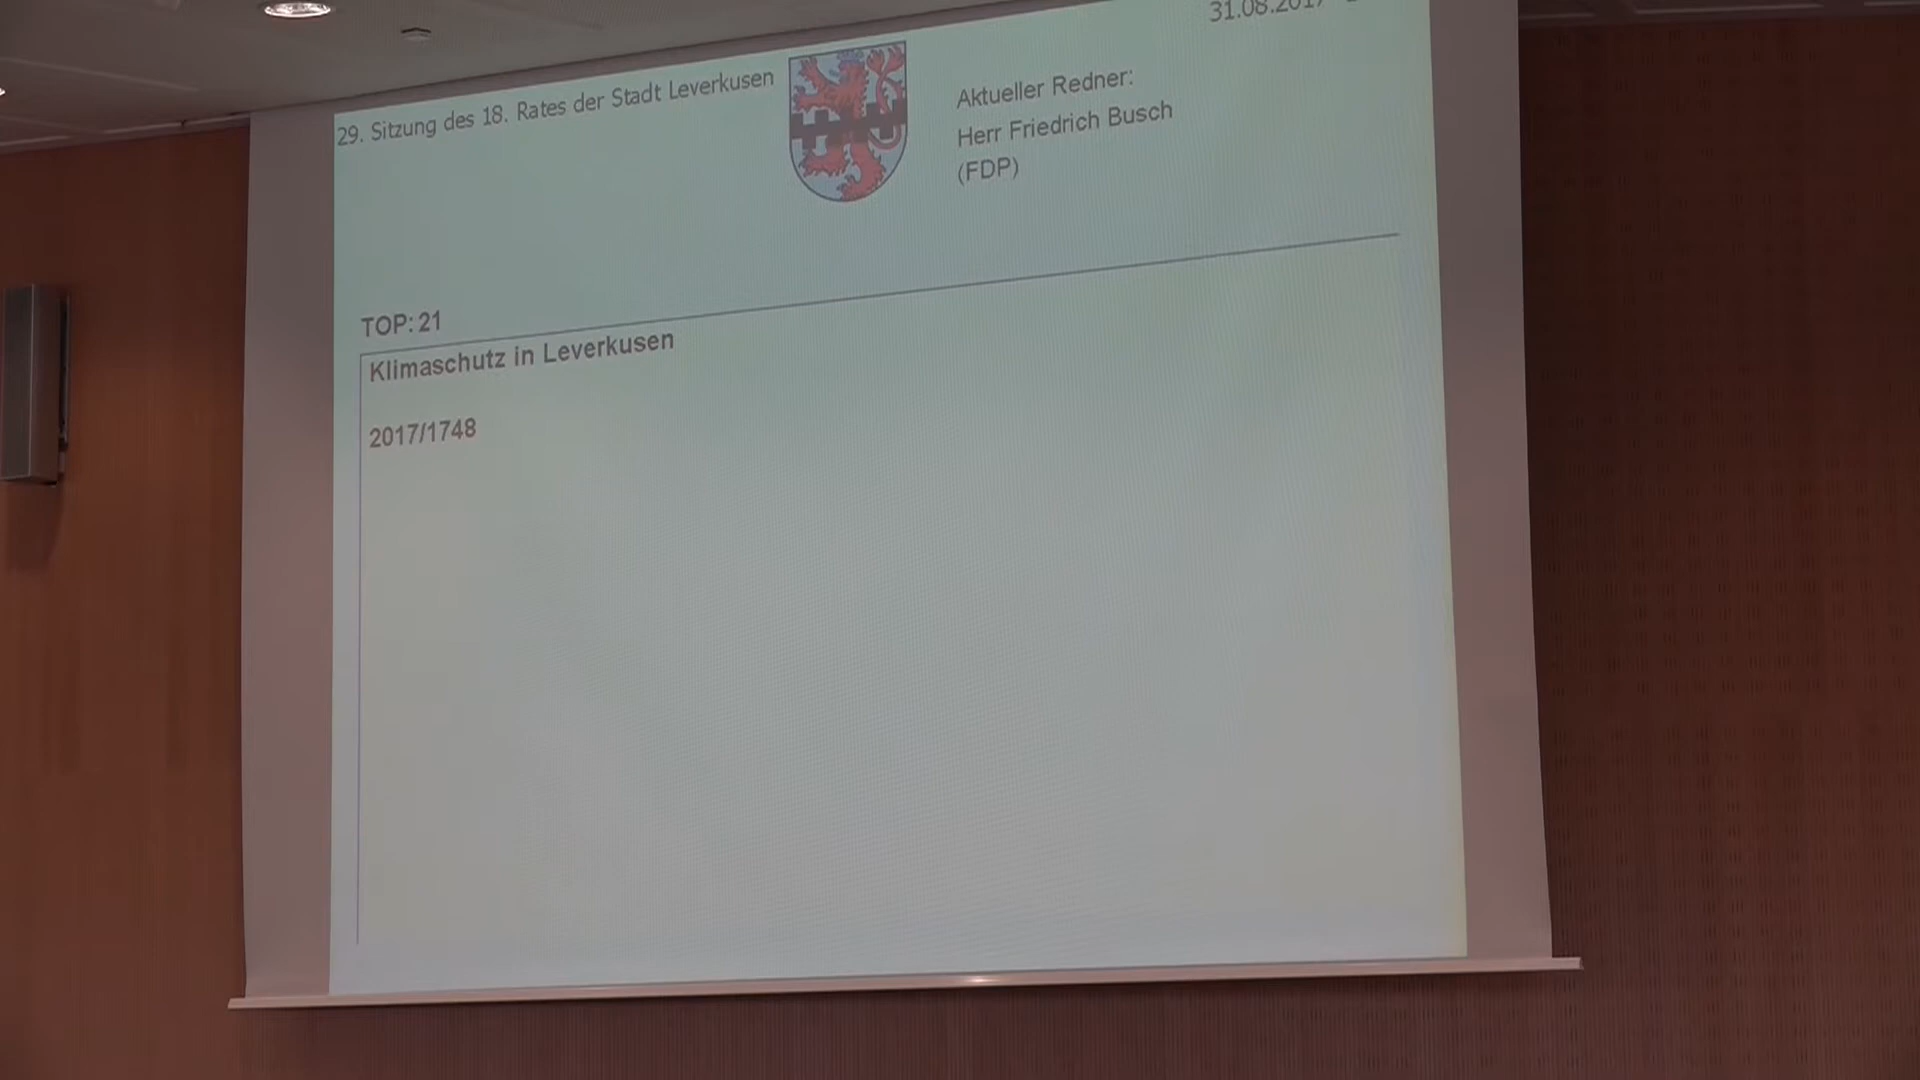 31.08.2017
29. Sitzung des 18. Rates der Stadt Leverkusen
Aktueller Redner:
Herr Friedrich Busch
(FDP)
TOP: 21
Klimaschutz in Leverkusen
2017/1748